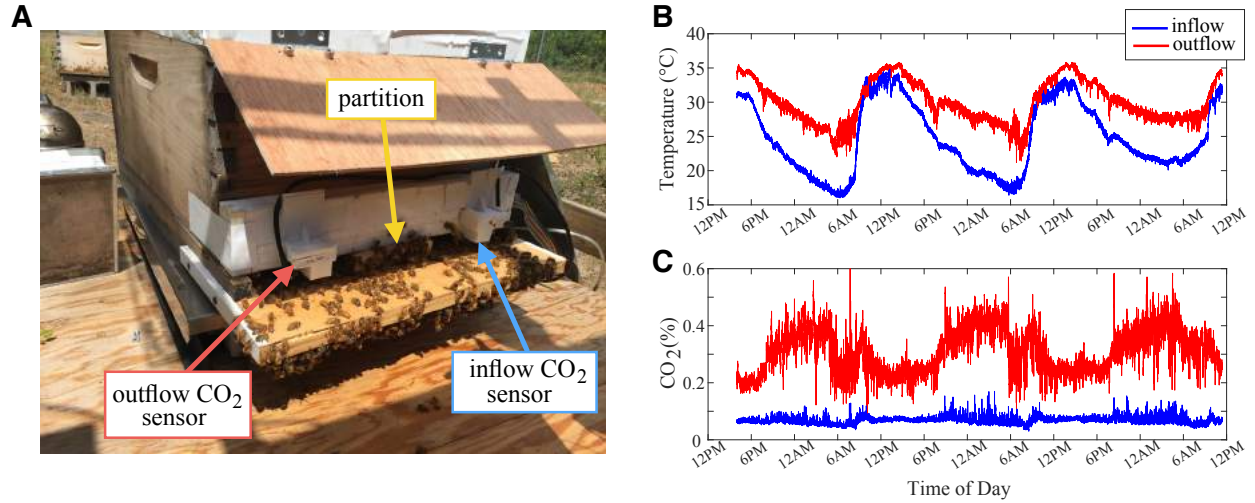 A
partition
outflow CO2
sensor
inflow CO2
sensor
B
inflow
outflow
Temperature (°C)
40
35
30
25
20
15
12PM 6PM 12AM 6AM 12PM 6PM 12AM 6AM 12PM 6PM 12AM 6AM 12PM
C
CO2(%)
0.6
0.4
0.2
0
12PM 6PM 12AM 6AM 12PM 6PM 12AM 6AM 12PM 6PM 12AM 6AM 12PM
Time of Day